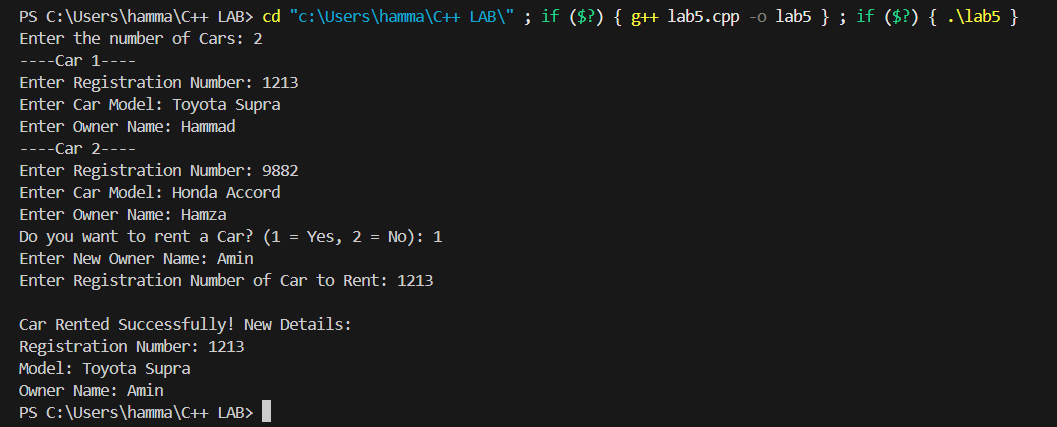 PS C:\Users\hamma\C++ LAB> cd "c:\Users\hamma\C++ LAB\" ; if ($?) { g++ lab5.cpp -o lab5 } ; if ($?) { .\lab5 }
Enter the number of Cars: 2
----Car 1----
Enter Registration Number: 1213
Enter Car Model: Toyota Supra
Enter Owner Name: Hammad
----Car 2----
Enter Registration Number: 9882
Enter Car Model: Honda Accord
Enter Owner Name: Hamza
Do you want to rent a Car? (1 = Yes, 2 = No): 1
Enter New Owner Name: Amin
Enter Registration Number of Car to Rent: 1213

Car Rented Successfully! New Details:
Registration Number: 1213
Model: Toyota Supra
Owner Name: Amin
PS C:\Users\hamma\C++ LAB>